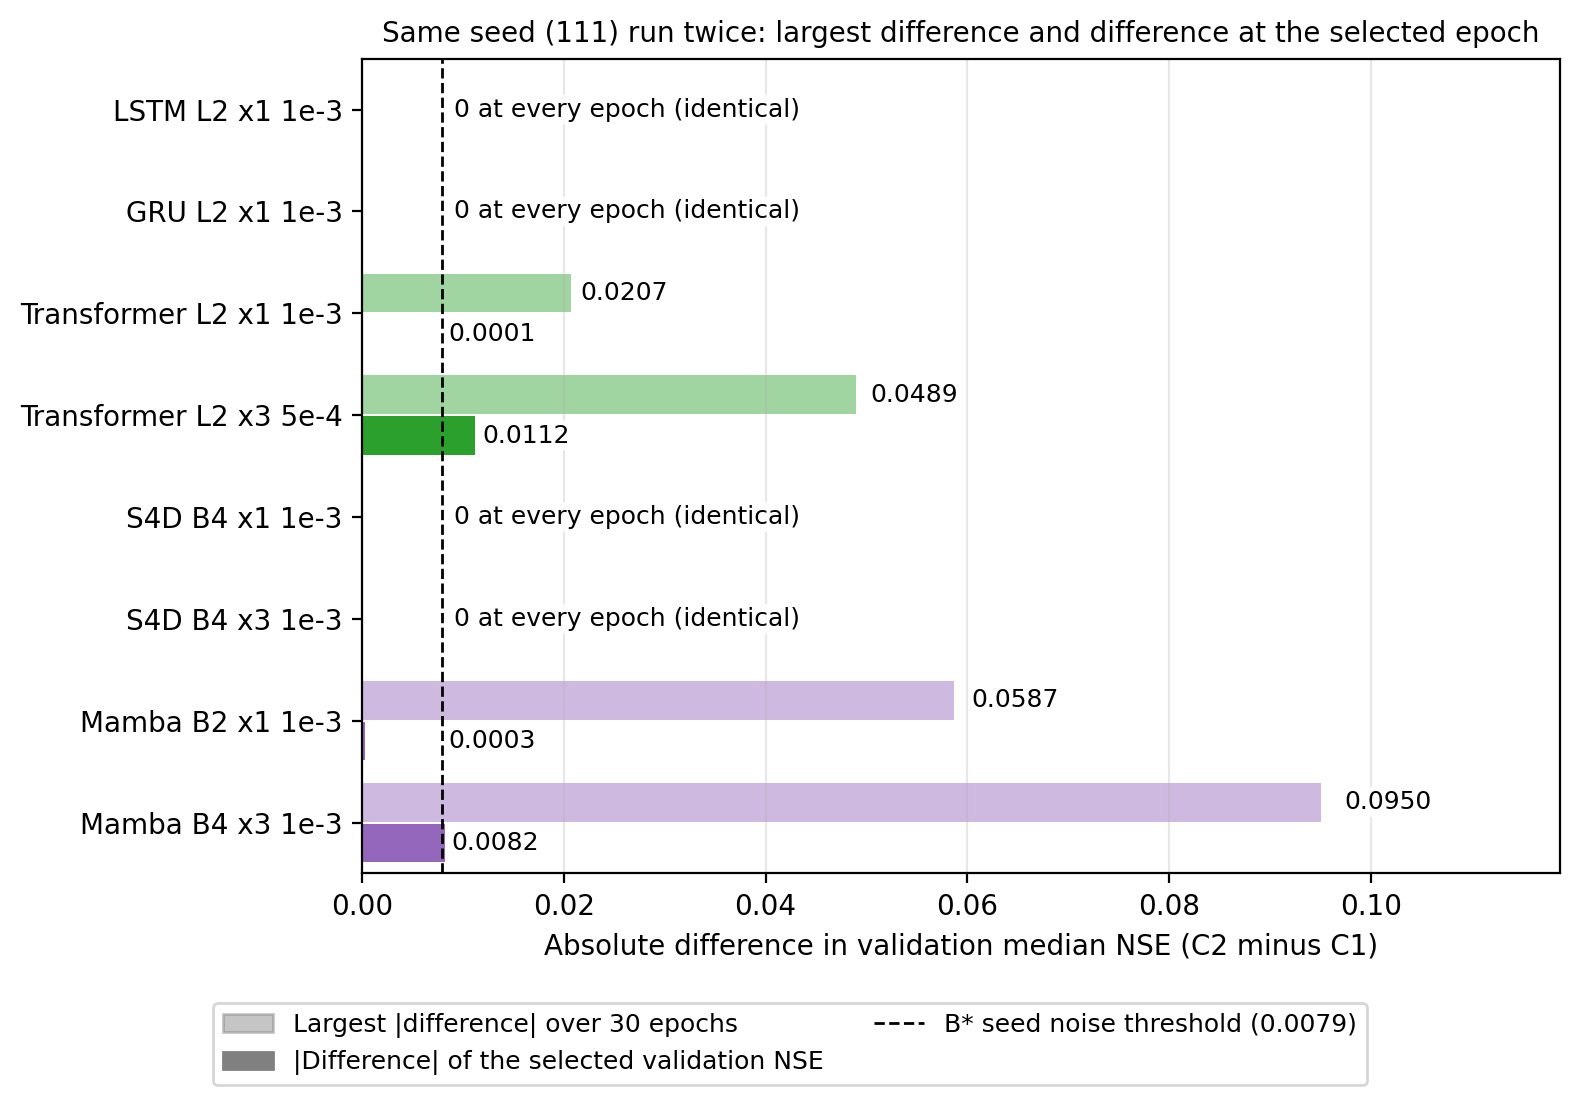 Same seed (111) run twice: largest difference and difference at the selected epoch
LSTM L2 x1 1e-3
0 at every epoch (identical)
GRU L2 x1 1e-3
0 at every epoch (identical)
Transformer L2 x1 1e-3
0.0207
0.0001
Transformer L2 x3 5e-4
0.0489
0.0112
S4D B4 x1 1e-3
0 at every epoch (identical)
S4D B4 x3 1e-3
0 at every epoch (identical)
Mamba B2 x1 1e-3
0.0587
0.0003
Mamba B4 x3 1e-3
0.0950
0.0082
0.00 0.02 0.04 0.06 0.08 0.10
Absolute difference in validation median NSE (C2 minus C1)
Largest |difference| over 30 epochs
|Difference| of the selected validation NSE
B* seed noise threshold (0.0079)